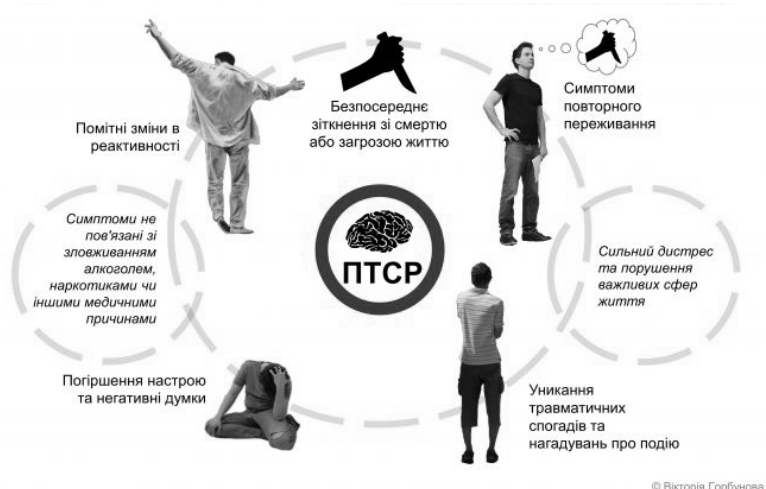 Безпосереднє
зіткнення зі смертю
або загрозою життю
Симптоми
повторного
переживання
Помітні зміни в
реактивності
Симптоми не
пов'язані зі
зловживанням
алкоголем,
наркотиками чи
іншими медичними
причинами
ПТСР
Сильний дистрес
та порушення
важливих сфер
життя
Погіршення настрою
та негативні думки
Уникання
травматичних
спогадів та
нагадувань про подію
© Вікторія Горбунова